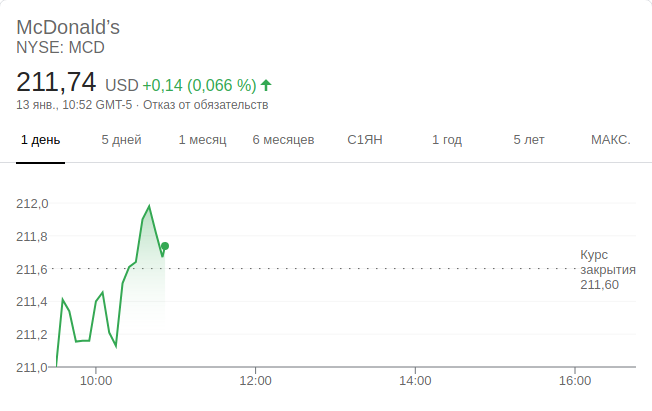 McDonald’s
NYSE: MCD
211,74 USD +0,14 (0,066 %)
13 янв., 10:52 GMT-5 · Отказ от обязательств
1 день 5 дней 1 месяц 6 месяцев С1ЯН 1 год 5 лет МАКС.
212,0
211,8
Курс
211,6 закрытия
211,60
211,4
211,2
211,0
10:00 12:00 14:00 16:00